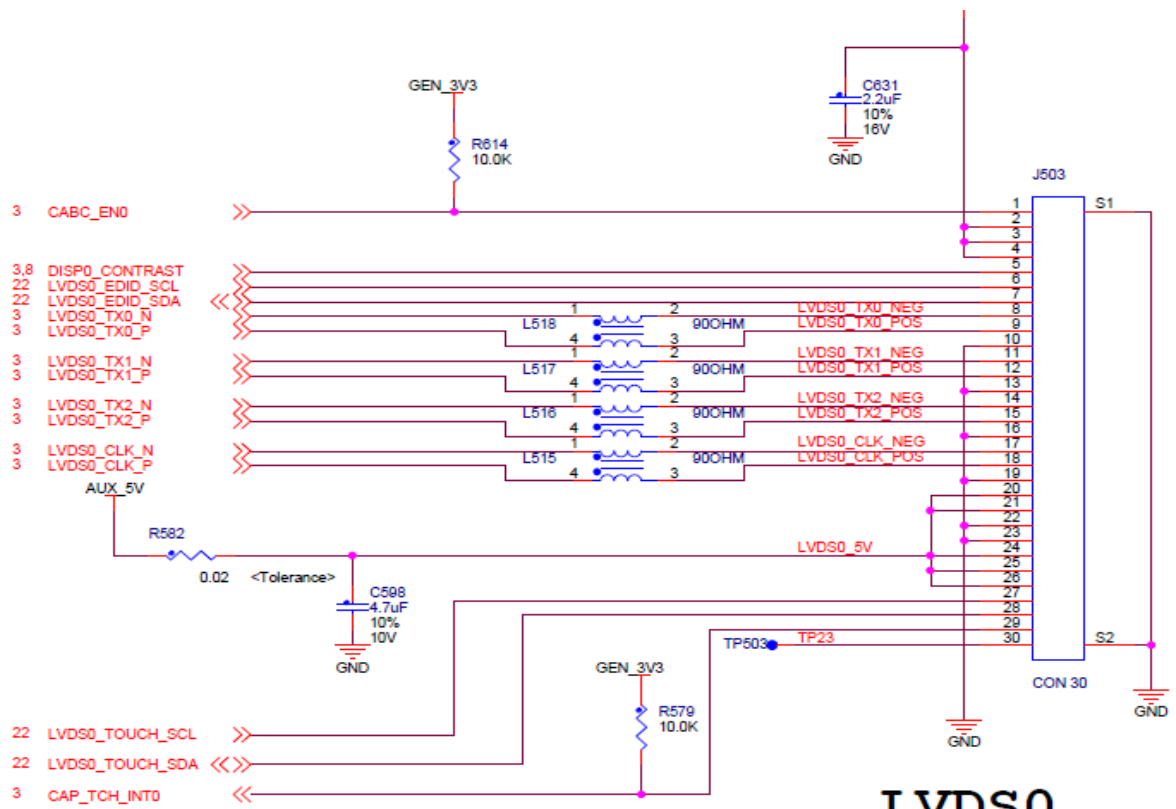 GEN_3V3
C631
2.2uF
10%
16V
GND
R614
10.0K
J503
3 CABC_EN0 1 S1
2
3
4
3,8 DISP0_CONTRAST 5
22 LVDS0_EDID_SCL 6
22 LVDS0_EDID_SDA 7
3 LVDS0_TX0_N 1 2 LVDS0_TX0_NEG 8
3 LVDS0_TX0_P L518 90OHM LVDS0_TX0_POS 9
4 3 10
3 LVDS0_TX1_N 1 2 LVDS0_TX1_NEG 11
3 LVDS0_TX1_P L517 90OHM LVDS0_TX1_POS 12
4 3 13
3 LVDS0_TX2_N 1 2 LVDS0_TX2_NEG 14
3 LVDS0_TX2_P L516 90OHM LVDS0_TX2_POS 15
4 3 16
3 LVDS0_CLK_N 1 2 LVDS0_CLK_NEG 17
3 LVDS0_CLK_P L515 90OHM LVDS0_CLK_POS 18
4 3 19
AUX_5V 20
21
22
R582 23
LVDS0_5V 24
0.02 <Tolerance> 25
26
C598 27
4.7uF 28
10% 29
10V TP503 TP23 30 S2
GND
CON 30
GND
GEN_3V3
R579
10.0K
GND
22 LVDS0_TOUCH_SCL
22 LVDS0_TOUCH_SDA
3 CAP_TCH_INT0
LVDS0